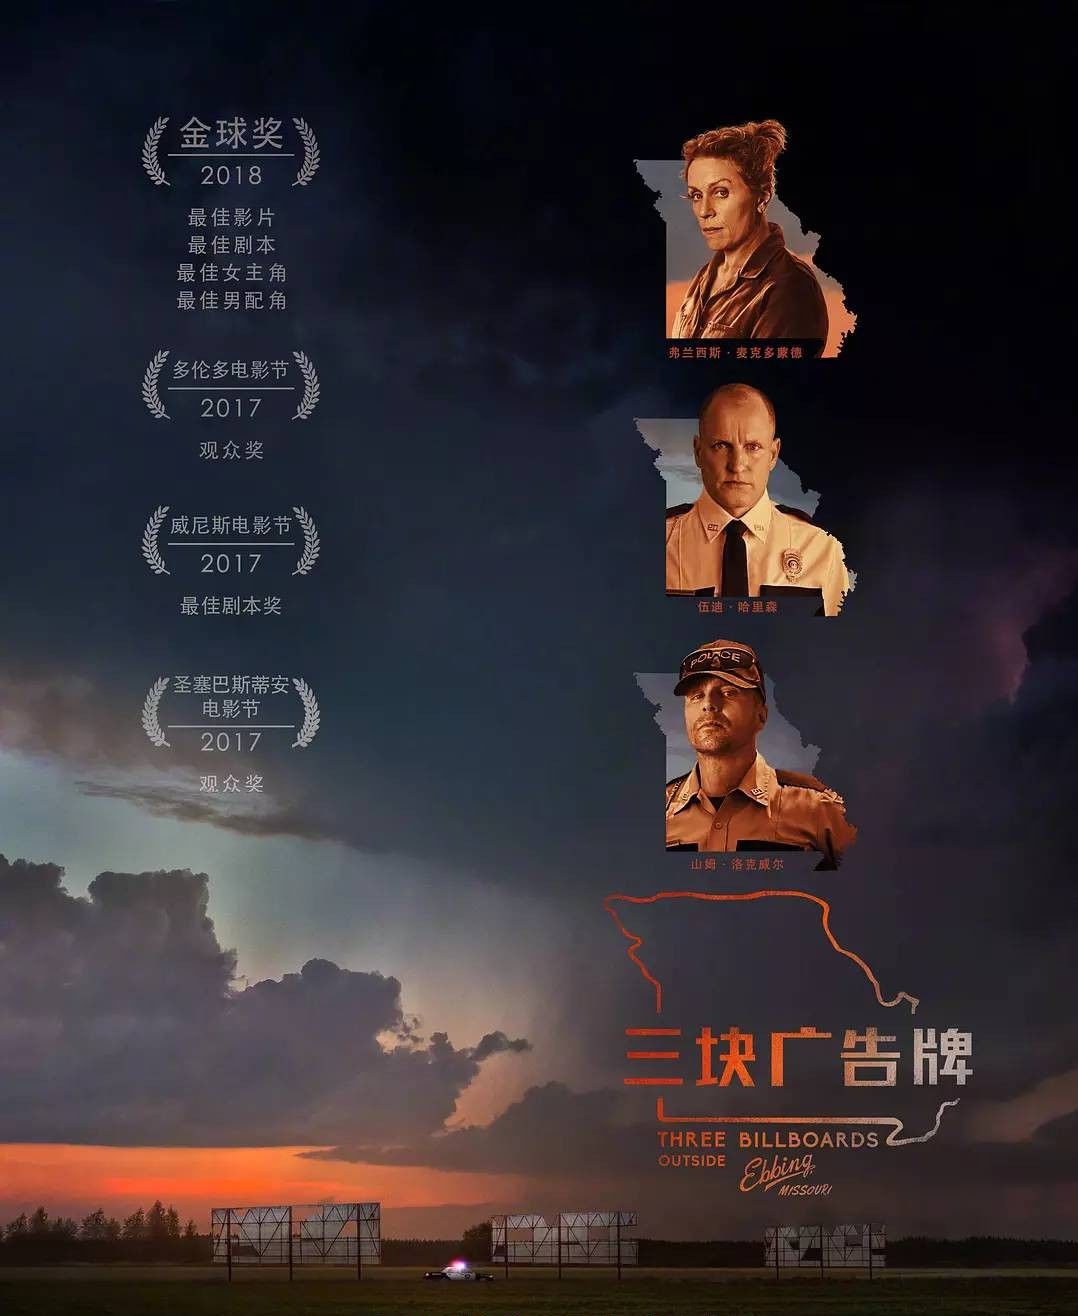 金球奖
2018
最佳影片
最佳剧本
最佳女主角
最佳男配角
多伦多电影节
2017
观众奖
威尼斯电影节
2017
最佳剧本奖
圣塞巴斯蒂安
电影节
2017
观众奖
弗兰西斯·麦克多蒙德
伍迪·哈里森
POLICE
山姆·洛克威尔
三块广告牌
THREE BILLBOARDS
OUTSIDE Ebbing,
MISSOURI